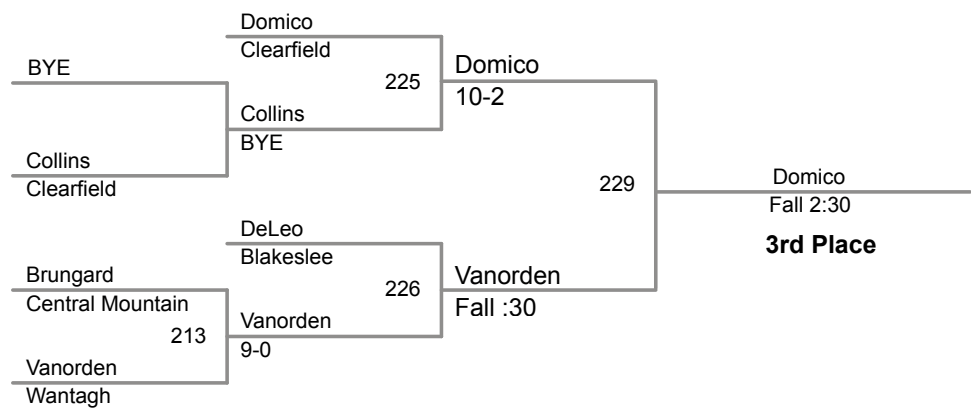 Domico
Clearfield
BYE
225
Domico
10-2
Collins
BYE
Collins
Clearfield
229
Domico
Fall 2:30
3rd Place
DeLeo
Blakeslee
Brungard
Central Mountain
226
Vanorden
Fall :30
213
Vanorden
9-0
Vanorden
Wantagh